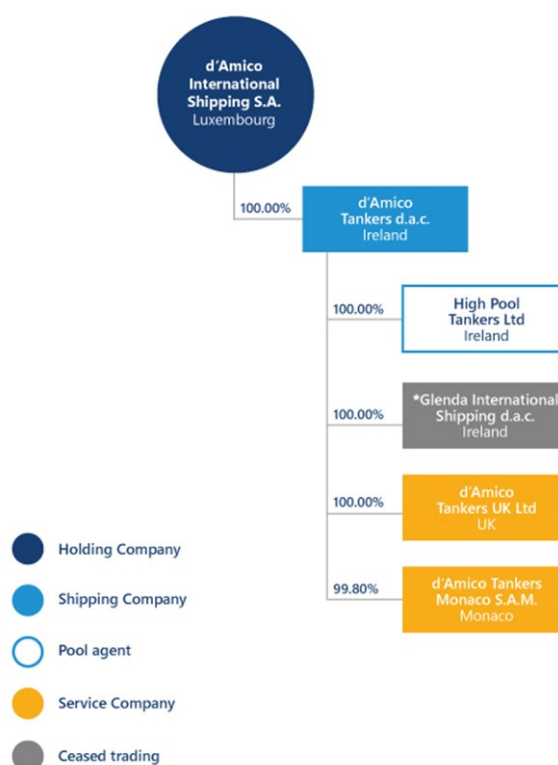 d'Amico
International
Shipping S.A.
Luxembourg
100.00%
d'Amico
Tankers d.a.c.
Ireland
100.00%
High Pool
Tankers Ltd
Ireland
100.00%
*Glenda International
Shipping d.a.c.
Ireland
100.00%
d'Amico
Tankers UK Ltd
UK
99.80%
d'Amico Tankers
Monaco S.A.M.
Monaco
Holding Company
Shipping Company
Pool agent
Service Company
Ceased trading